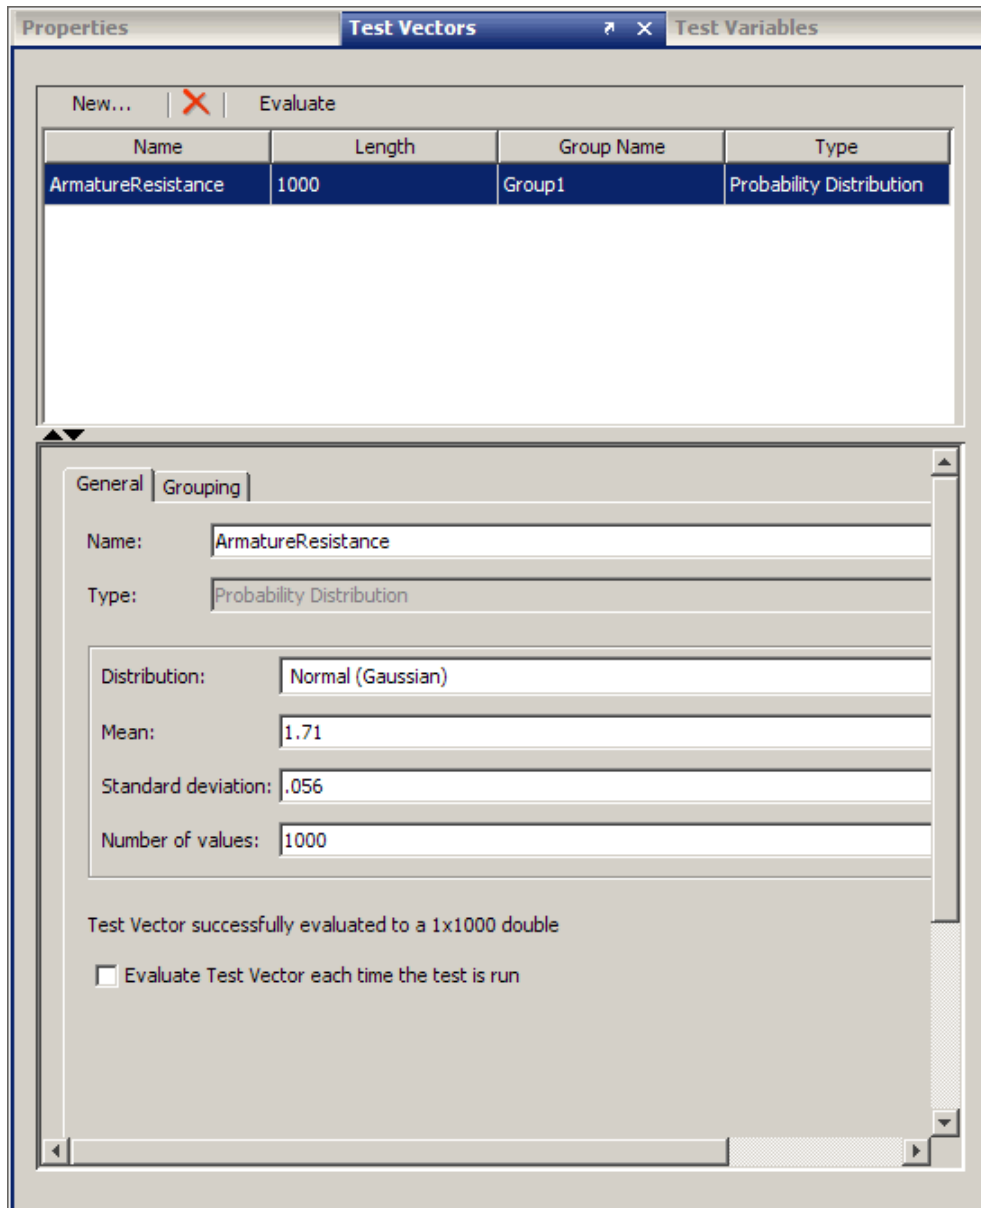 Properties Test Vectors Test Variables
New... Evaluate
Name Length Group Name Type
ArmatureResistance 1000 Group1 Probability Distribution
General Grouping
Name: ArmatureResistance
Type: Probability Distribution
Distribution: Normal (Gaussian)
Mean: 1.71
Standard deviation: .056
Number of values: 1000
Test Vector successfully evaluated to a 1x1000 double
Evaluate Test Vector each time the test is run